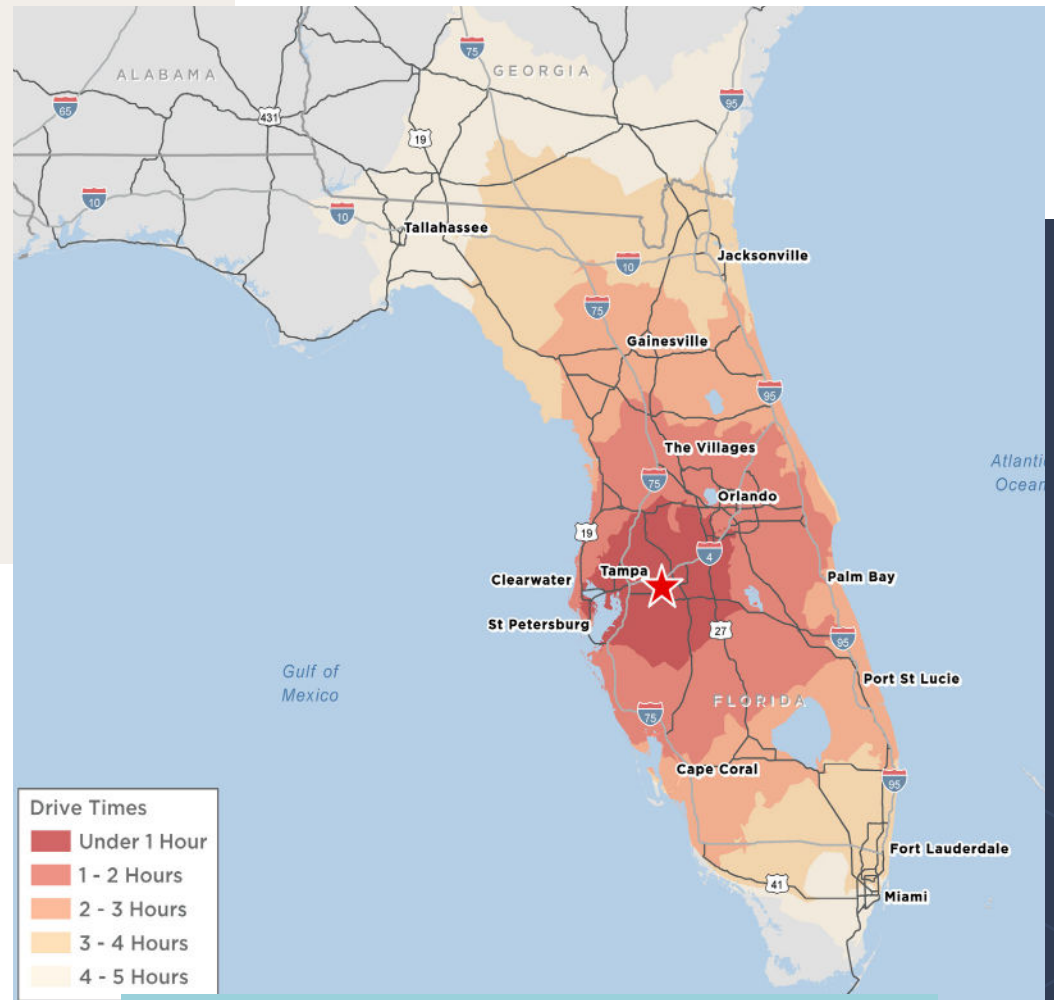 75
ALABAMA
GEORGIA
65
95
431
19
10
10
Tallahassee
Jacksonville
10
75
Gainesville
95
The Villages
Atlantic
Ocean
75
Orlando
19
4
Tampa
Clearwater
Palm Bay
St Petersburg
27
95
Gulf of
Mexico
Port St Lucie
FLORIDA
75
Cape Coral
95
Drive Times
Under 1 Hour
1 - 2 Hours
2 - 3 Hours
3 - 4 Hours
4 - 5 Hours
Fort Lauderdale
41
Miami